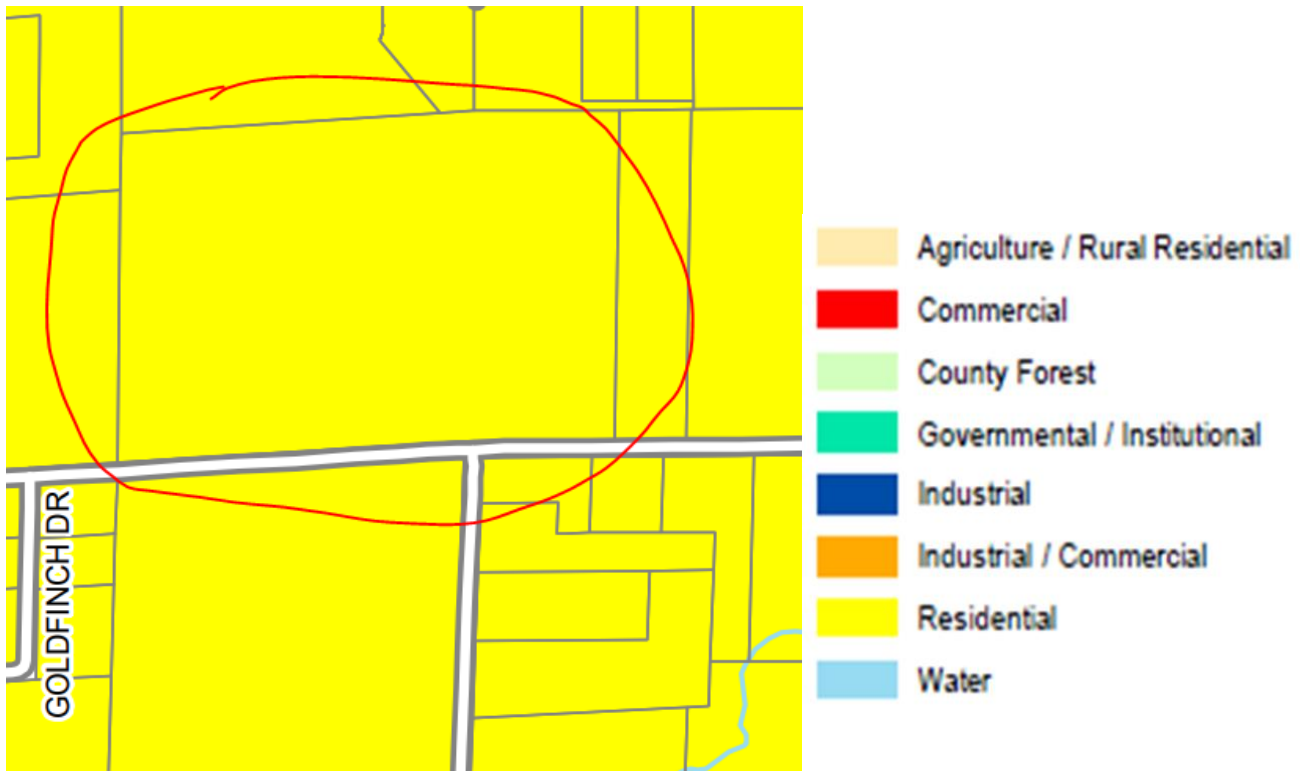 GOLDFINCH DR
Agriculture / Rural Residential
Commercial
County Forest
Governmental / Institutional
Industrial
Industrial / Commercial
Residential
Water